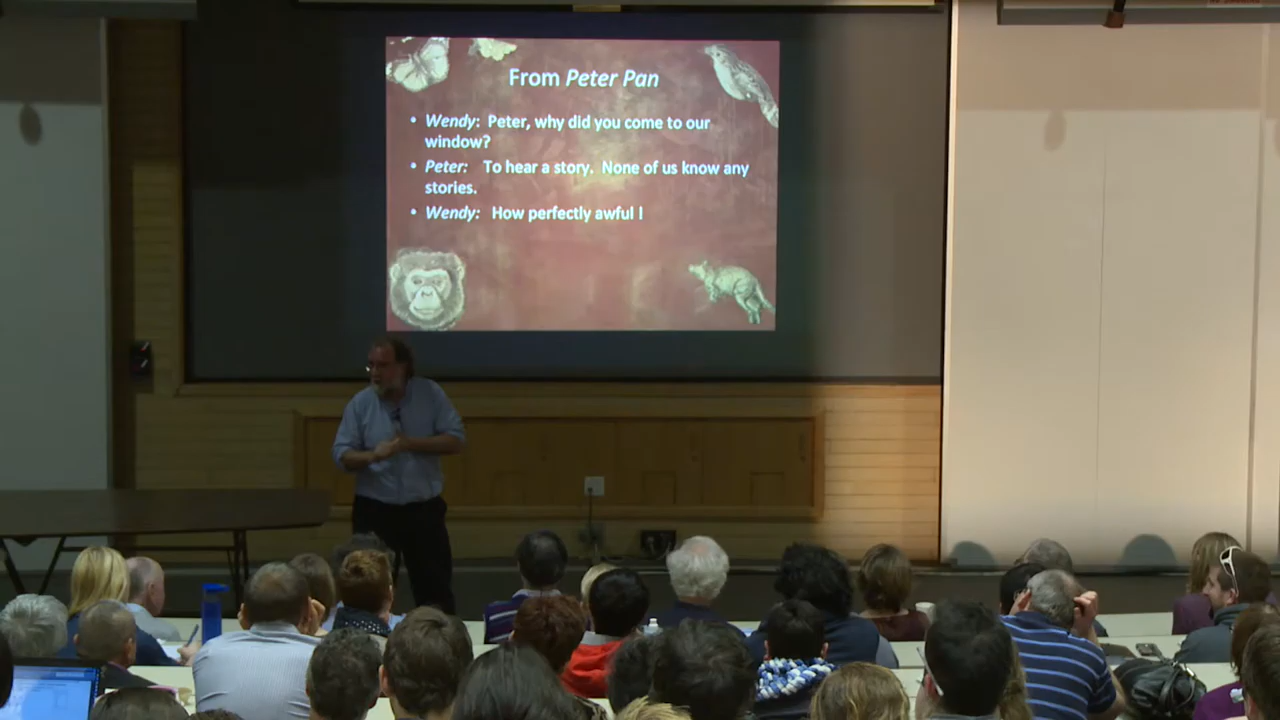 From Peter Pan
• Wendy: Peter, why did you come to our
window?
• Peter: To hear a story. None of us know any
stories.
• Wendy: How perfectly awful !